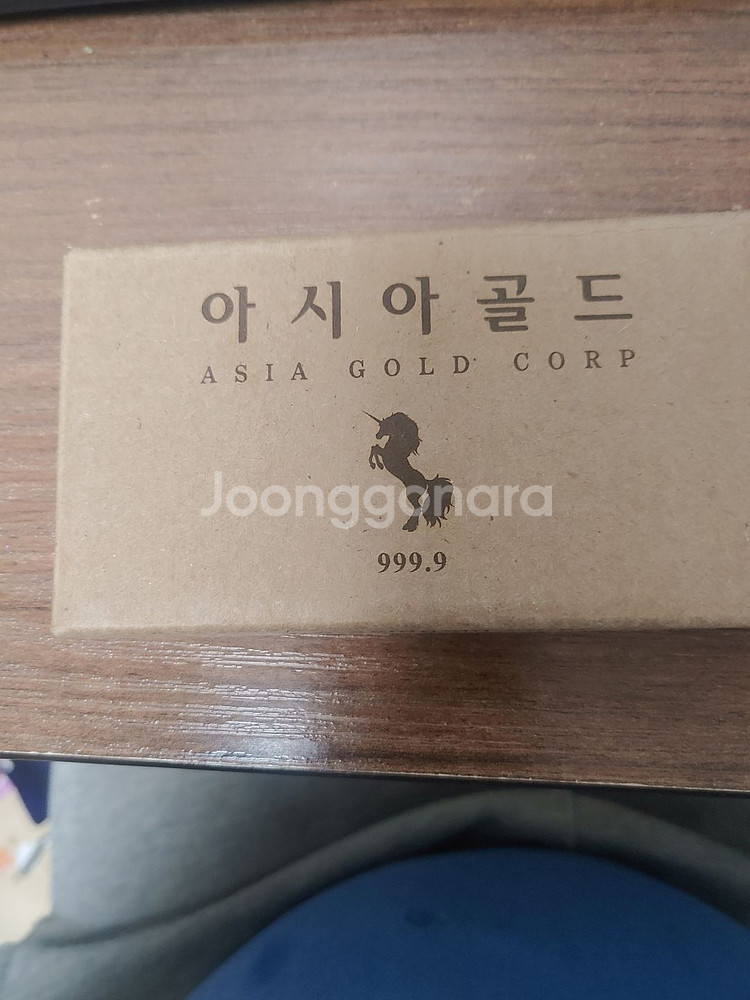 아시아골드
ASIA GOLD CORP
Joonggonara
999.9